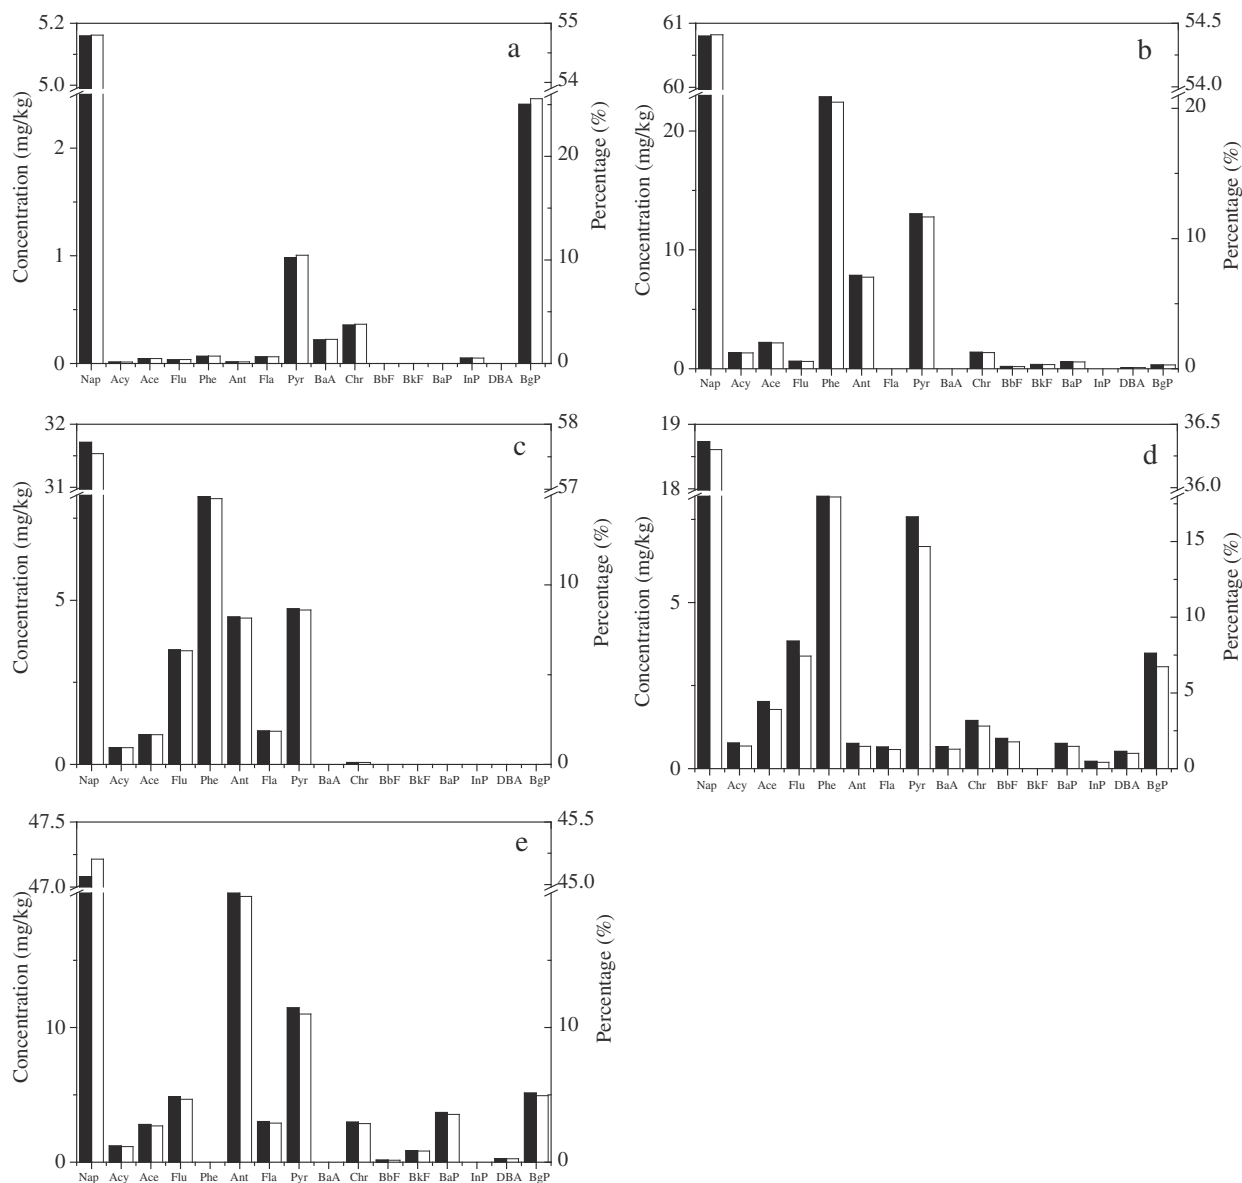 a
Concentration (mg/kg)
5.2
5.0
2
1
0
55
54
20
10
0
Percentage (%)
Nap Acy Ace Flu Phe Ant Fla Pyr BaA Chr BbF BkF BaP InP DBA BgP
b
Concentration (mg/kg)
61
60
20
10
0
54.5
54.0
20
10
0
Percentage (%)
Nap Acy Ace Flu Phe Ant Fla Pyr BaA Chr BbF BkF BaP InP DBA BgP
c
Concentration (mg/kg)
32
31
5
0
58
57
10
0
Percentage (%)
Nap Acy Ace Flu Phe Ant Fla Pyr BaA Chr BbF BkF BaP InP DBA BgP
d
Concentration (mg/kg)
19
18
5
0
36.5
36.0
15
10
5
0
Percentage (%)
Nap Acy Ace Flu Phe Ant Fla Pyr BaA Chr BbF BkF BaP InP DBA BgP
e
Concentration (mg/kg)
47.5
47.0
10
0
45.5
45.0
10
0
Percentage (%)
Nap Acy Ace Flu Phe Ant Fla Pyr BaA Chr BbF BkF BaP InP DBA BgP